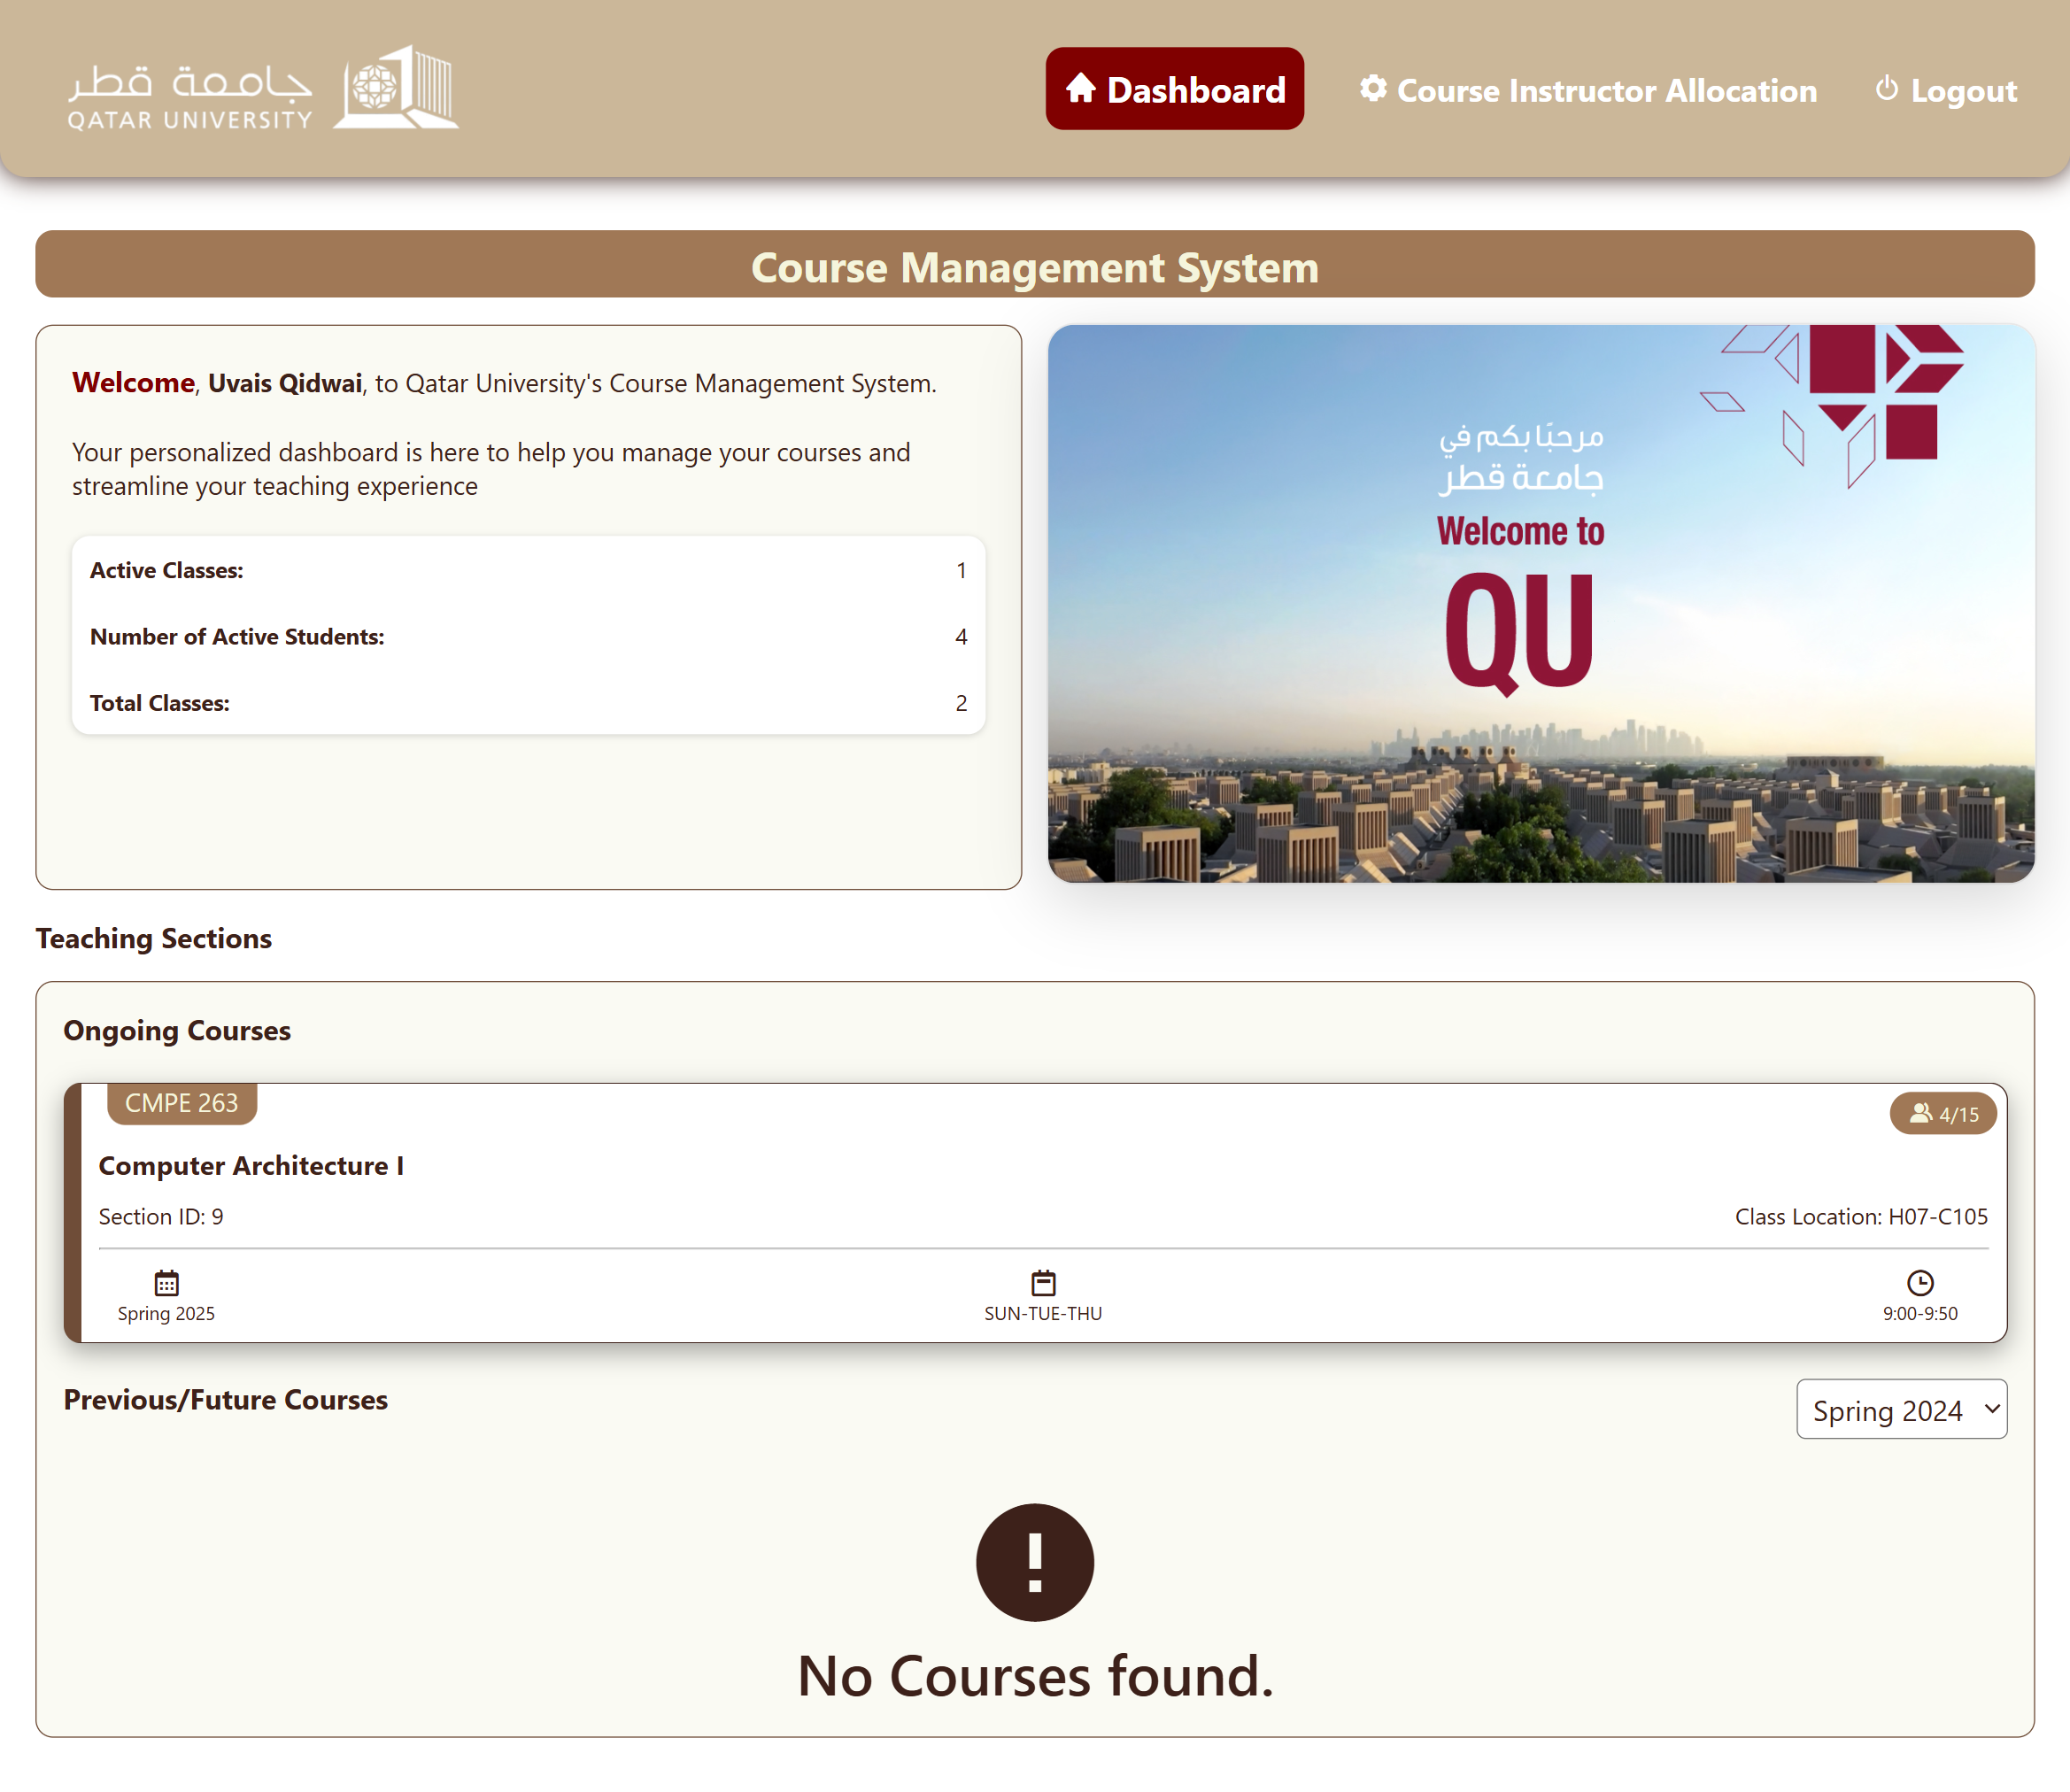 جامعة قطر
QATAR UNIVERSITY
Dashboard
Course Instructor Allocation
Logout
Course Management System
Welcome, Uvais Qidwai, to Qatar University's Course Management System.
Your personalized dashboard is here to help you manage your courses and
streamline your teaching experience
Active Classes: 1
Number of Active Students: 4
Total Classes: 2
مرحبًا بكم في
جامعة قطر
Welcome to
QU
Teaching Sections
Ongoing Courses
CMPE 263
4/15
Computer Architecture I
Section ID: 9
Class Location: H07-C105
Spring 2025
SUN-TUE-THU
9:00-9:50
Previous/Future Courses
Spring 2024
No Courses found.